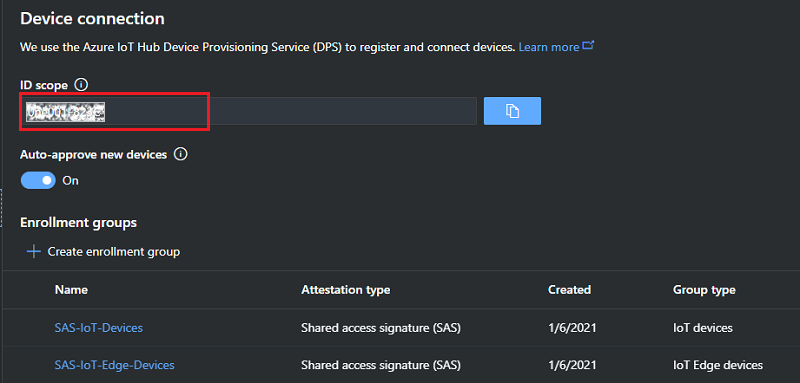 Device connection
We use the Azure IoT Hub Device Provisioning Service (DPS) to register and connect devices. Learn more
ID scope
Auto-approve new devices
On
Enrollment groups
+ Create enrollment group
Name Attestation type Created Group type
SAS-IoT-Devices Shared access signature (SAS) 1/6/2021 IoT devices
SAS-IoT-Edge-Devices Shared access signature (SAS) 1/6/2021 IoT Edge devices